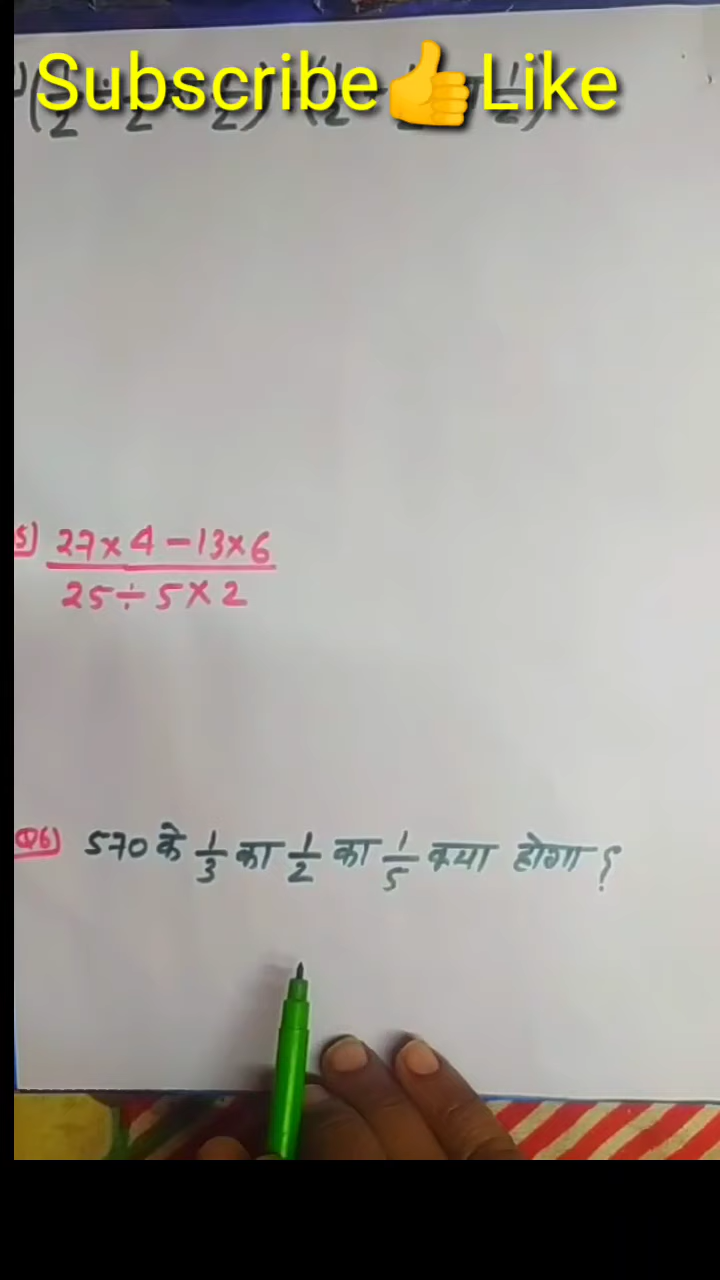 Subscribe👍Like
5) 27×4-13×6
25÷5×2
Q6) 570 के 1/3 का 1/2 का 1/5 क्या होगा ?